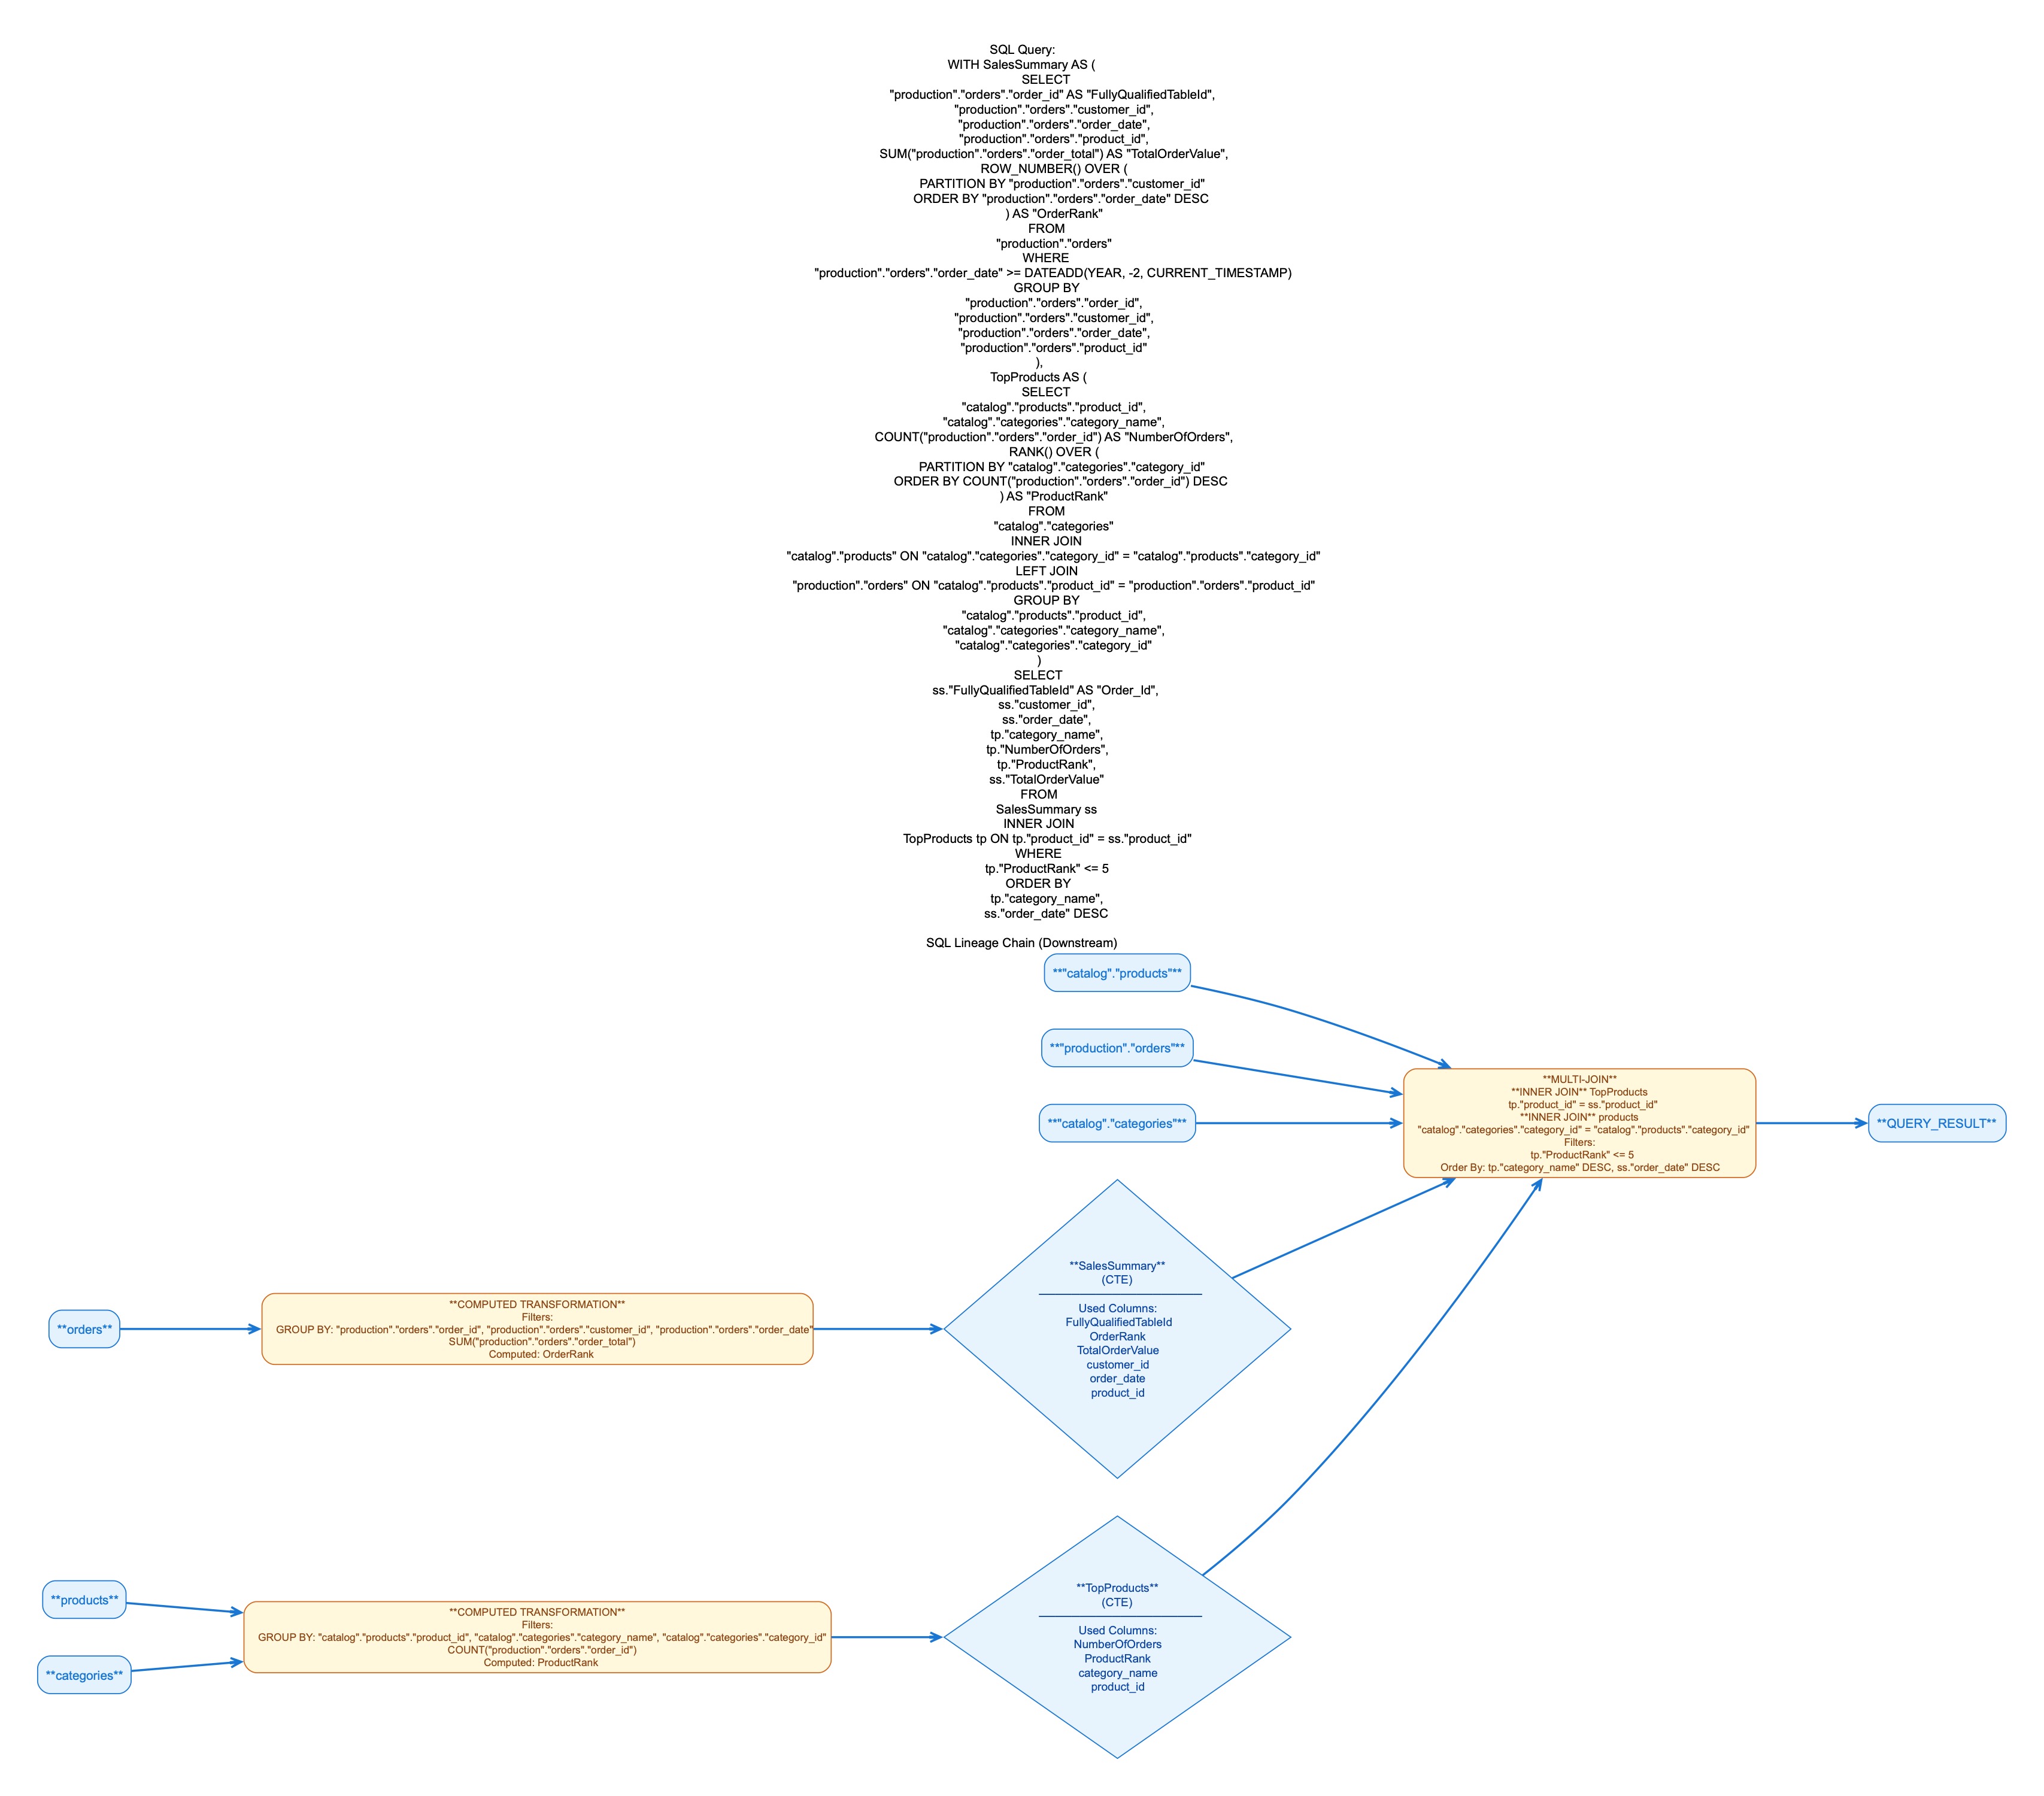 SQL Query:
WITH SalesSummary AS (
SELECT
"production"."orders"."order_id" AS "FullyQualifiedTableId",
"production"."orders"."customer_id",
"production"."orders"."order_date",
"production"."orders"."product_id",
SUM("production"."orders"."order_total") AS "TotalOrderValue",
ROW_NUMBER() OVER (
PARTITION BY "production"."orders"."customer_id"
ORDER BY "production"."orders"."order_date" DESC
) AS "OrderRank"
FROM
"production"."orders"
WHERE
"production"."orders"."order_date" >= DATEADD(YEAR, -2, CURRENT_TIMESTAMP)
GROUP BY
"production"."orders"."order_id",
"production"."orders"."customer_id",
"production"."orders"."order_date",
"production"."orders"."product_id"
),
TopProducts AS (
SELECT
"catalog"."products"."product_id",
"catalog"."categories"."category_name",
COUNT("production"."orders"."order_id") AS "NumberOfOrders",
RANK() OVER (
PARTITION BY "catalog"."categories"."category_id"
ORDER BY COUNT("production"."orders"."order_id") DESC
) AS "ProductRank"
FROM
"catalog"."categories"
INNER JOIN
"catalog"."products" ON "catalog"."categories"."category_id" = "catalog"."products"."category_id"
LEFT JOIN
"production"."orders" ON "catalog"."products"."product_id" = "production"."orders"."product_id"
GROUP BY
"catalog"."products"."product_id",
"catalog"."categories"."category_name",
"catalog"."categories"."category_id"
)
SELECT
ss."FullyQualifiedTableId" AS "Order_Id",
ss."customer_id",
ss."order_date",
tp."category_name",
tp."NumberOfOrders",
tp."ProductRank",
ss."TotalOrderValue"
FROM
SalesSummary ss
INNER JOIN
TopProducts tp ON tp."product_id" = ss."product_id"
WHERE
tp."ProductRank" <= 5
ORDER BY
tp."category_name",
ss."order_date" DESC
SQL Lineage Chain (Downstream)
**"catalog"."products"**
**"production"."orders"**
**"catalog"."categories"**
**MULTI-JOIN**
**INNER JOIN** TopProducts
tp."product_id" = ss."product_id"
**INNER JOIN** products
"catalog"."categories"."category_id" = "catalog"."products"."category_id"
Filters:
tp."ProductRank" <= 5
Order By: tp."category_name" DESC, ss."order_date" DESC
**QUERY_RESULT**
**orders**
**COMPUTED TRANSFORMATION**
Filters:
GROUP BY: "production"."orders"."order_id", "production"."orders"."customer_id", "production"."orders"."order_date"
SUM("production"."orders"."order_total")
Computed: OrderRank
**SalesSummary**
(CTE)
Used Columns:
FullyQualifiedTableId
OrderRank
TotalOrderValue
customer_id
order_date
product_id
**products**
**categories**
**COMPUTED TRANSFORMATION**
Filters:
GROUP BY: "catalog"."products"."product_id", "catalog"."categories"."category_name", "catalog"."categories"."category_id"
COUNT("production"."orders"."order_id")
Computed: ProductRank
**TopProducts**
(CTE)
Used Columns:
NumberOfOrders
ProductRank
category_name
product_id